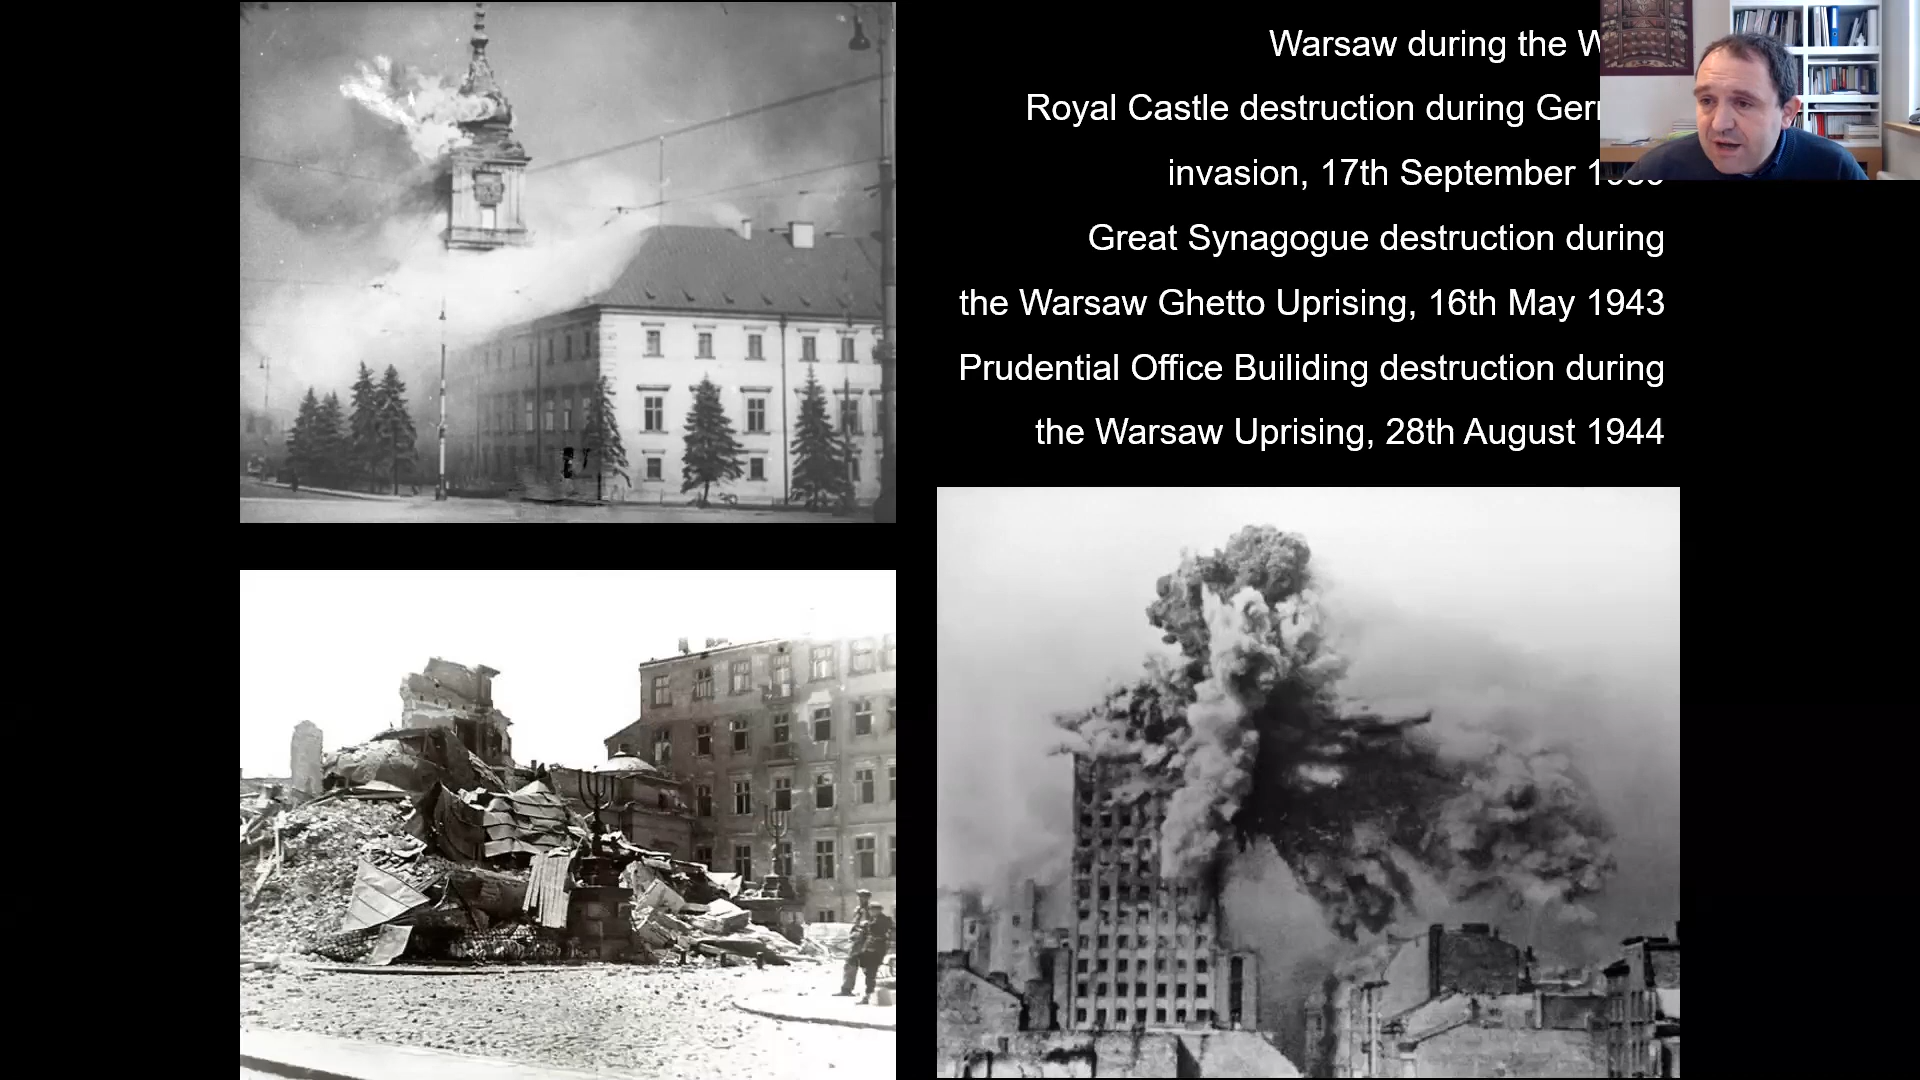 Warsaw during the
Royal Castle destruction during
invasion, 17th September
Great Synagogue destruction during
the Warsaw Ghetto Uprising, 16th May 1943
Prudential Office Builiding destruction during
the Warsaw Uprising, 28th August 1944